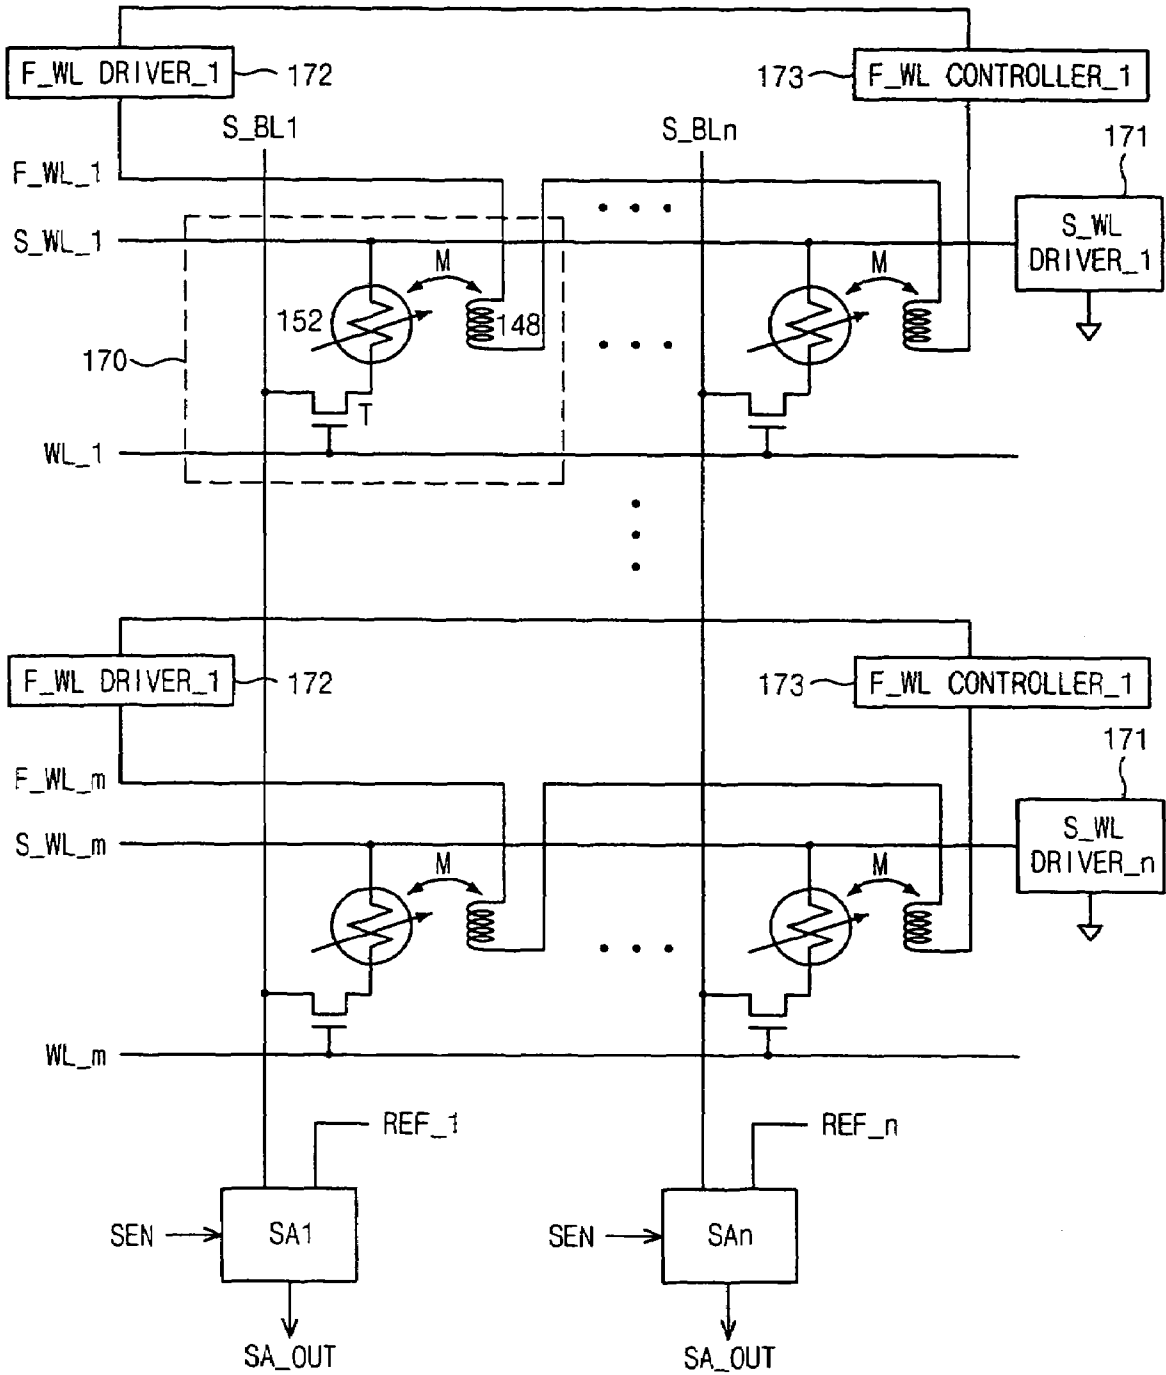 F_WL DRIVER_1
172
173
F_WL CONTROLLER_1
S_BL1
S_BLn
171
F_WL_1
S_WL_1
S_WL
DRIVER_1
M
M
152
148
170
T
WL_1
F_WL DRIVER_1
172
173
F_WL CONTROLLER_1
171
F_WL_m
S_WL_m
S_WL
DRIVER_n
M
M
WL_m
REF_1
REF_n
SEN
SA1
SEN
SAn
SA_OUT
SA_OUT